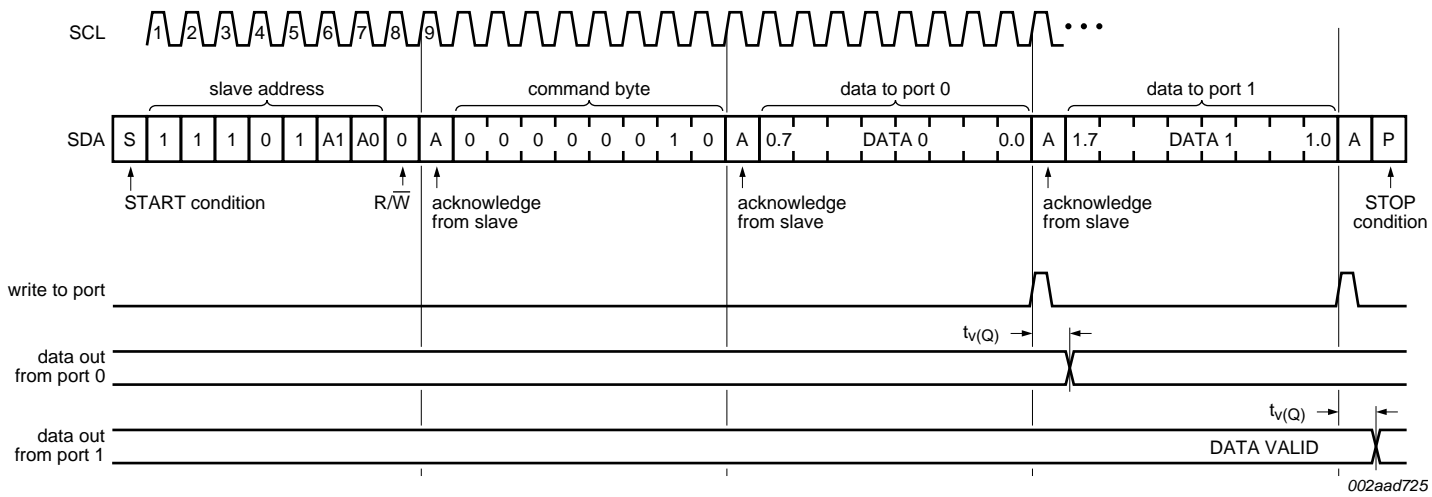 SCL 1 2 3 4 5 6 7 8 9 •••
slave address command byte data to port 0 data to port 1
SDA S 1 1 1 0 1 A1 A0 0 A 0 0 0 0 0 0 1 0 A 0.7 DATA 0 0.0 A 1.7 DATA 1 1.0 A P
START condition R/W̅ acknowledge acknowledge acknowledge STOP
from slave from slave from slave condition
write to port
tv(Q)
data out
from port 0
tv(Q)
data out
from port 1 DATA VALID
002aad725